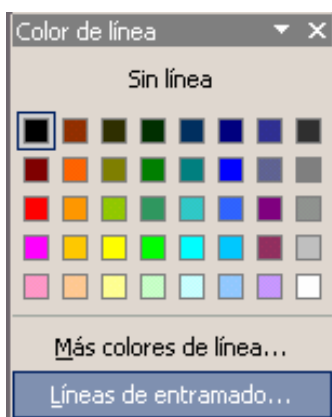 Color de línea
Sin línea
Más colores de línea...
Líneas de entramado...